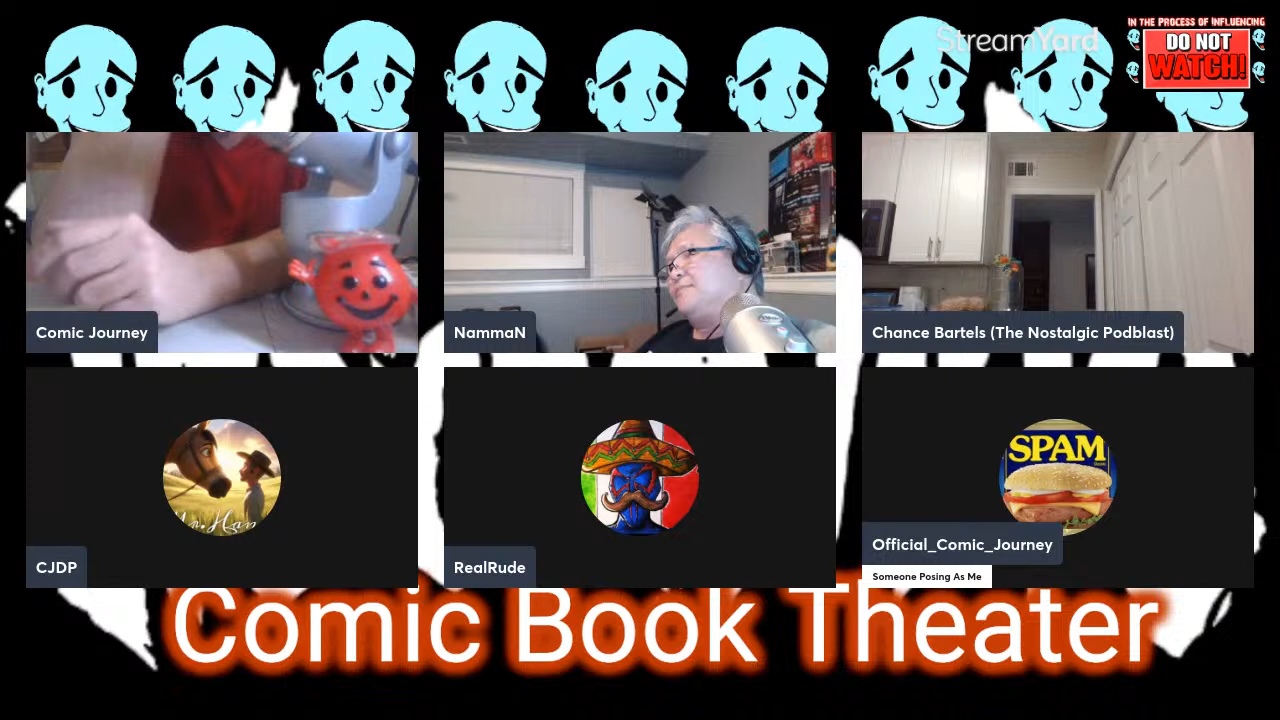 IN THE PROCESS OF INFLUENCING
StreamYard
DO NOT
WATCH!
Comic Journey
NammaN
Chance Bartels (The Nostalgic Podblast)
SPAM
CJDP
RealRude
Official_Comic_Journey
Someone Posing As Me
Comic Book Theater